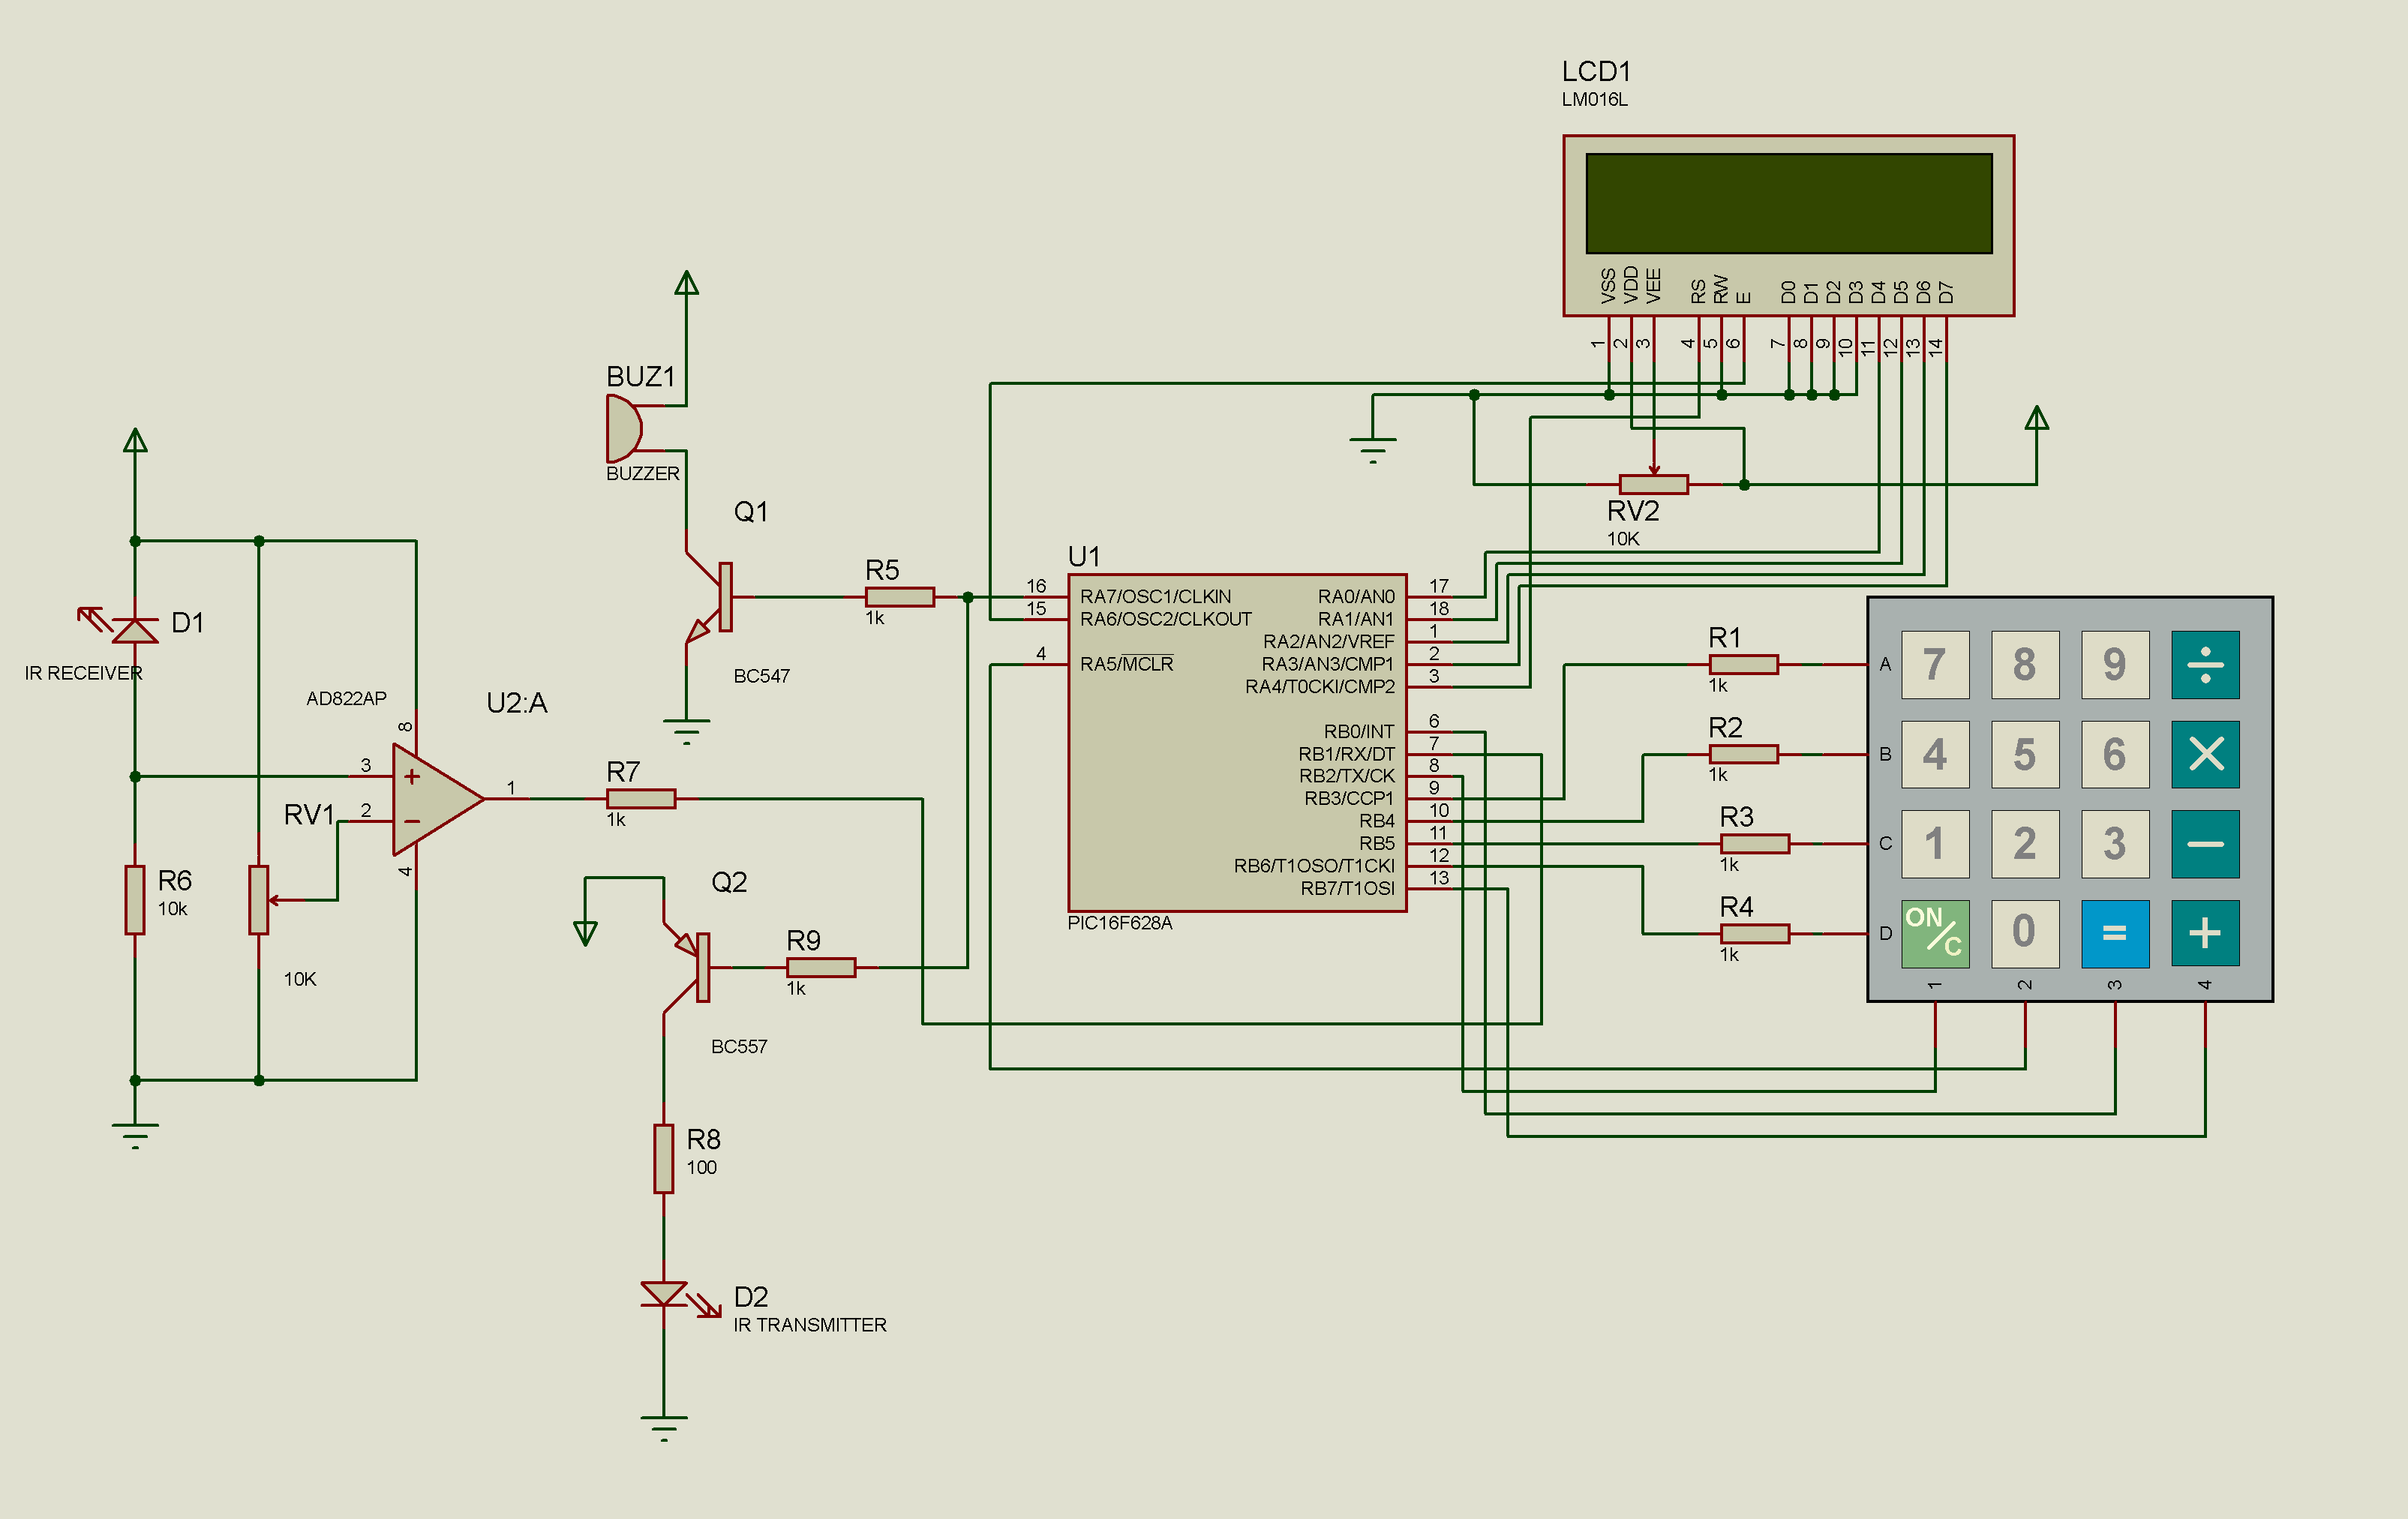 LCD1
LM016L
VSS
VDD
VEE
RS
RW
E
D0
D1
D2
D3
D4
D5
D6
D7
1
2
3
4
5
6
7
8
9
10
11
12
13
14
BUZ1
BUZZER
RV2
10K
Q1
BC547
R5
1k
D1
IR RECEIVER
AD822AP
U2:A
8
3
2
1
4
RV1
10K
R6
10k
R7
1k
Q2
BC557
R9
1k
R8
100
D2
IR TRANSMITTER
U1
16
RA7/OSC1/CLKIN
15
RA6/OSC2/CLKOUT
4
RA5/MCLR
RA0/AN0
17
RA1/AN1
18
RA2/AN2/VREF
1
RA3/AN3/CMP1
2
RA4/T0CKI/CMP2
3
RB0/INT
6
RB1/RX/DT
7
RB2/TX/CK
8
RB3/CCP1
9
RB4
10
RB5
11
RB6/T1OSO/T1CKI
12
RB7/T1OSI
13
PIC16F628A
R1
1k
R2
1k
R3
1k
R4
1k
A
7 8 9 ÷
B
4 5 6 ×
C
1 2 3 −
D
ON/C 0 = +
1
2
3
4